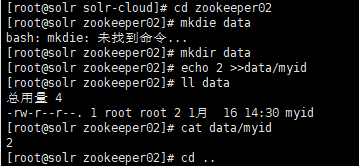 [root@solr solr-cloud]# cd zookeeper02
[root@solr zookeeper02]# mkdie data
bash: mkdie: 未找到命令...
[root@solr zookeeper02]# mkdir data
[root@solr zookeeper02]# echo 2 >>data/myid
[root@solr zookeeper02]# ll data
总用量 4
-rw-r--r--. 1 root root 2 1月  16 14:30 myid
[root@solr zookeeper02]# cat data/myid
2
[root@solr zookeeper02]# cd ..